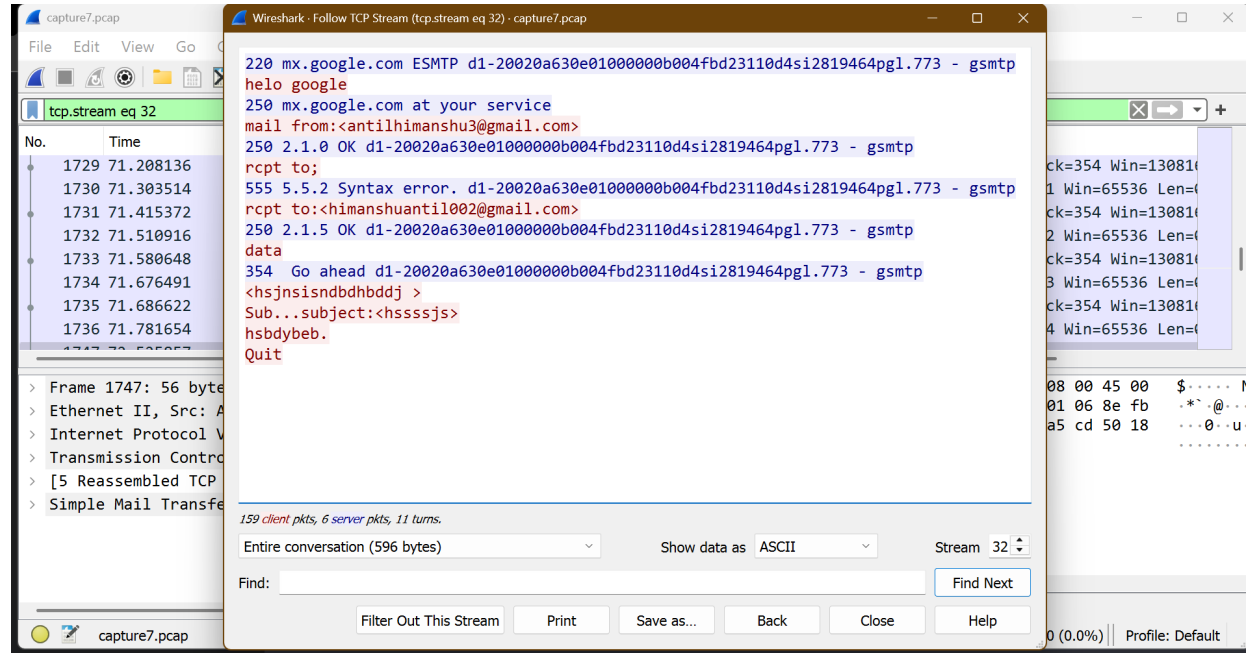 capture7.pcap
Wireshark · Follow TCP Stream (tcp.stream eq 32) · capture7.pcap
File Edit View Go
tcp.stream eq 32
No. Time
1729 71.208136
1730 71.303514
1731 71.415372
1732 71.510916
1733 71.580648
1734 71.676491
1735 71.686622
1736 71.781654
220 mx.google.com ESMTP d1-20020a630e01000000b004fbd23110d4si2819464pgl.773 - gsmtp
helo google
250 mx.google.com at your service
mail from:<antilhimanshu3@gmail.com>
250 2.1.0 OK d1-20020a630e01000000b004fbd23110d4si2819464pgl.773 - gsmtp
rcpt to;
555 5.5.2 Syntax error. d1-20020a630e01000000b004fbd23110d4si2819464pgl.773 - gsmtp
rcpt to:<himanshuantil002@gmail.com>
250 2.1.5 OK d1-20020a630e01000000b004fbd23110d4si2819464pgl.773 - gsmtp
data
354  Go ahead d1-20020a630e01000000b004fbd23110d4si2819464pgl.773 - gsmtp
<hsjnsisndbdhbddj >
Sub...subject:<hssssjs>
hsbdybeb.
Quit
ck=354 Win=13081
1 Win=65536 Len=
ck=354 Win=13081
2 Win=65536 Len=
ck=354 Win=13081
3 Win=65536 Len=
ck=354 Win=13081
4 Win=65536 Len=
Frame 1747: 56 byte
Ethernet II, Src: A
Internet Protocol V
Transmission Contro
[5 Reassembled TCP
Simple Mail Transfe
08 00 45 00 $·····
01 06 8e fb ·*`·@··
a5 cd 50 18 ···0··u
159 client pkts, 6 server pkts, 11 turns.
Entire conversation (596 bytes)
Show data as ASCII
Stream 32
Find:
Find Next
Filter Out This Stream
Print
Save as...
Back
Close
Help
capture7.pcap
0 (0.0%)
Profile: Default